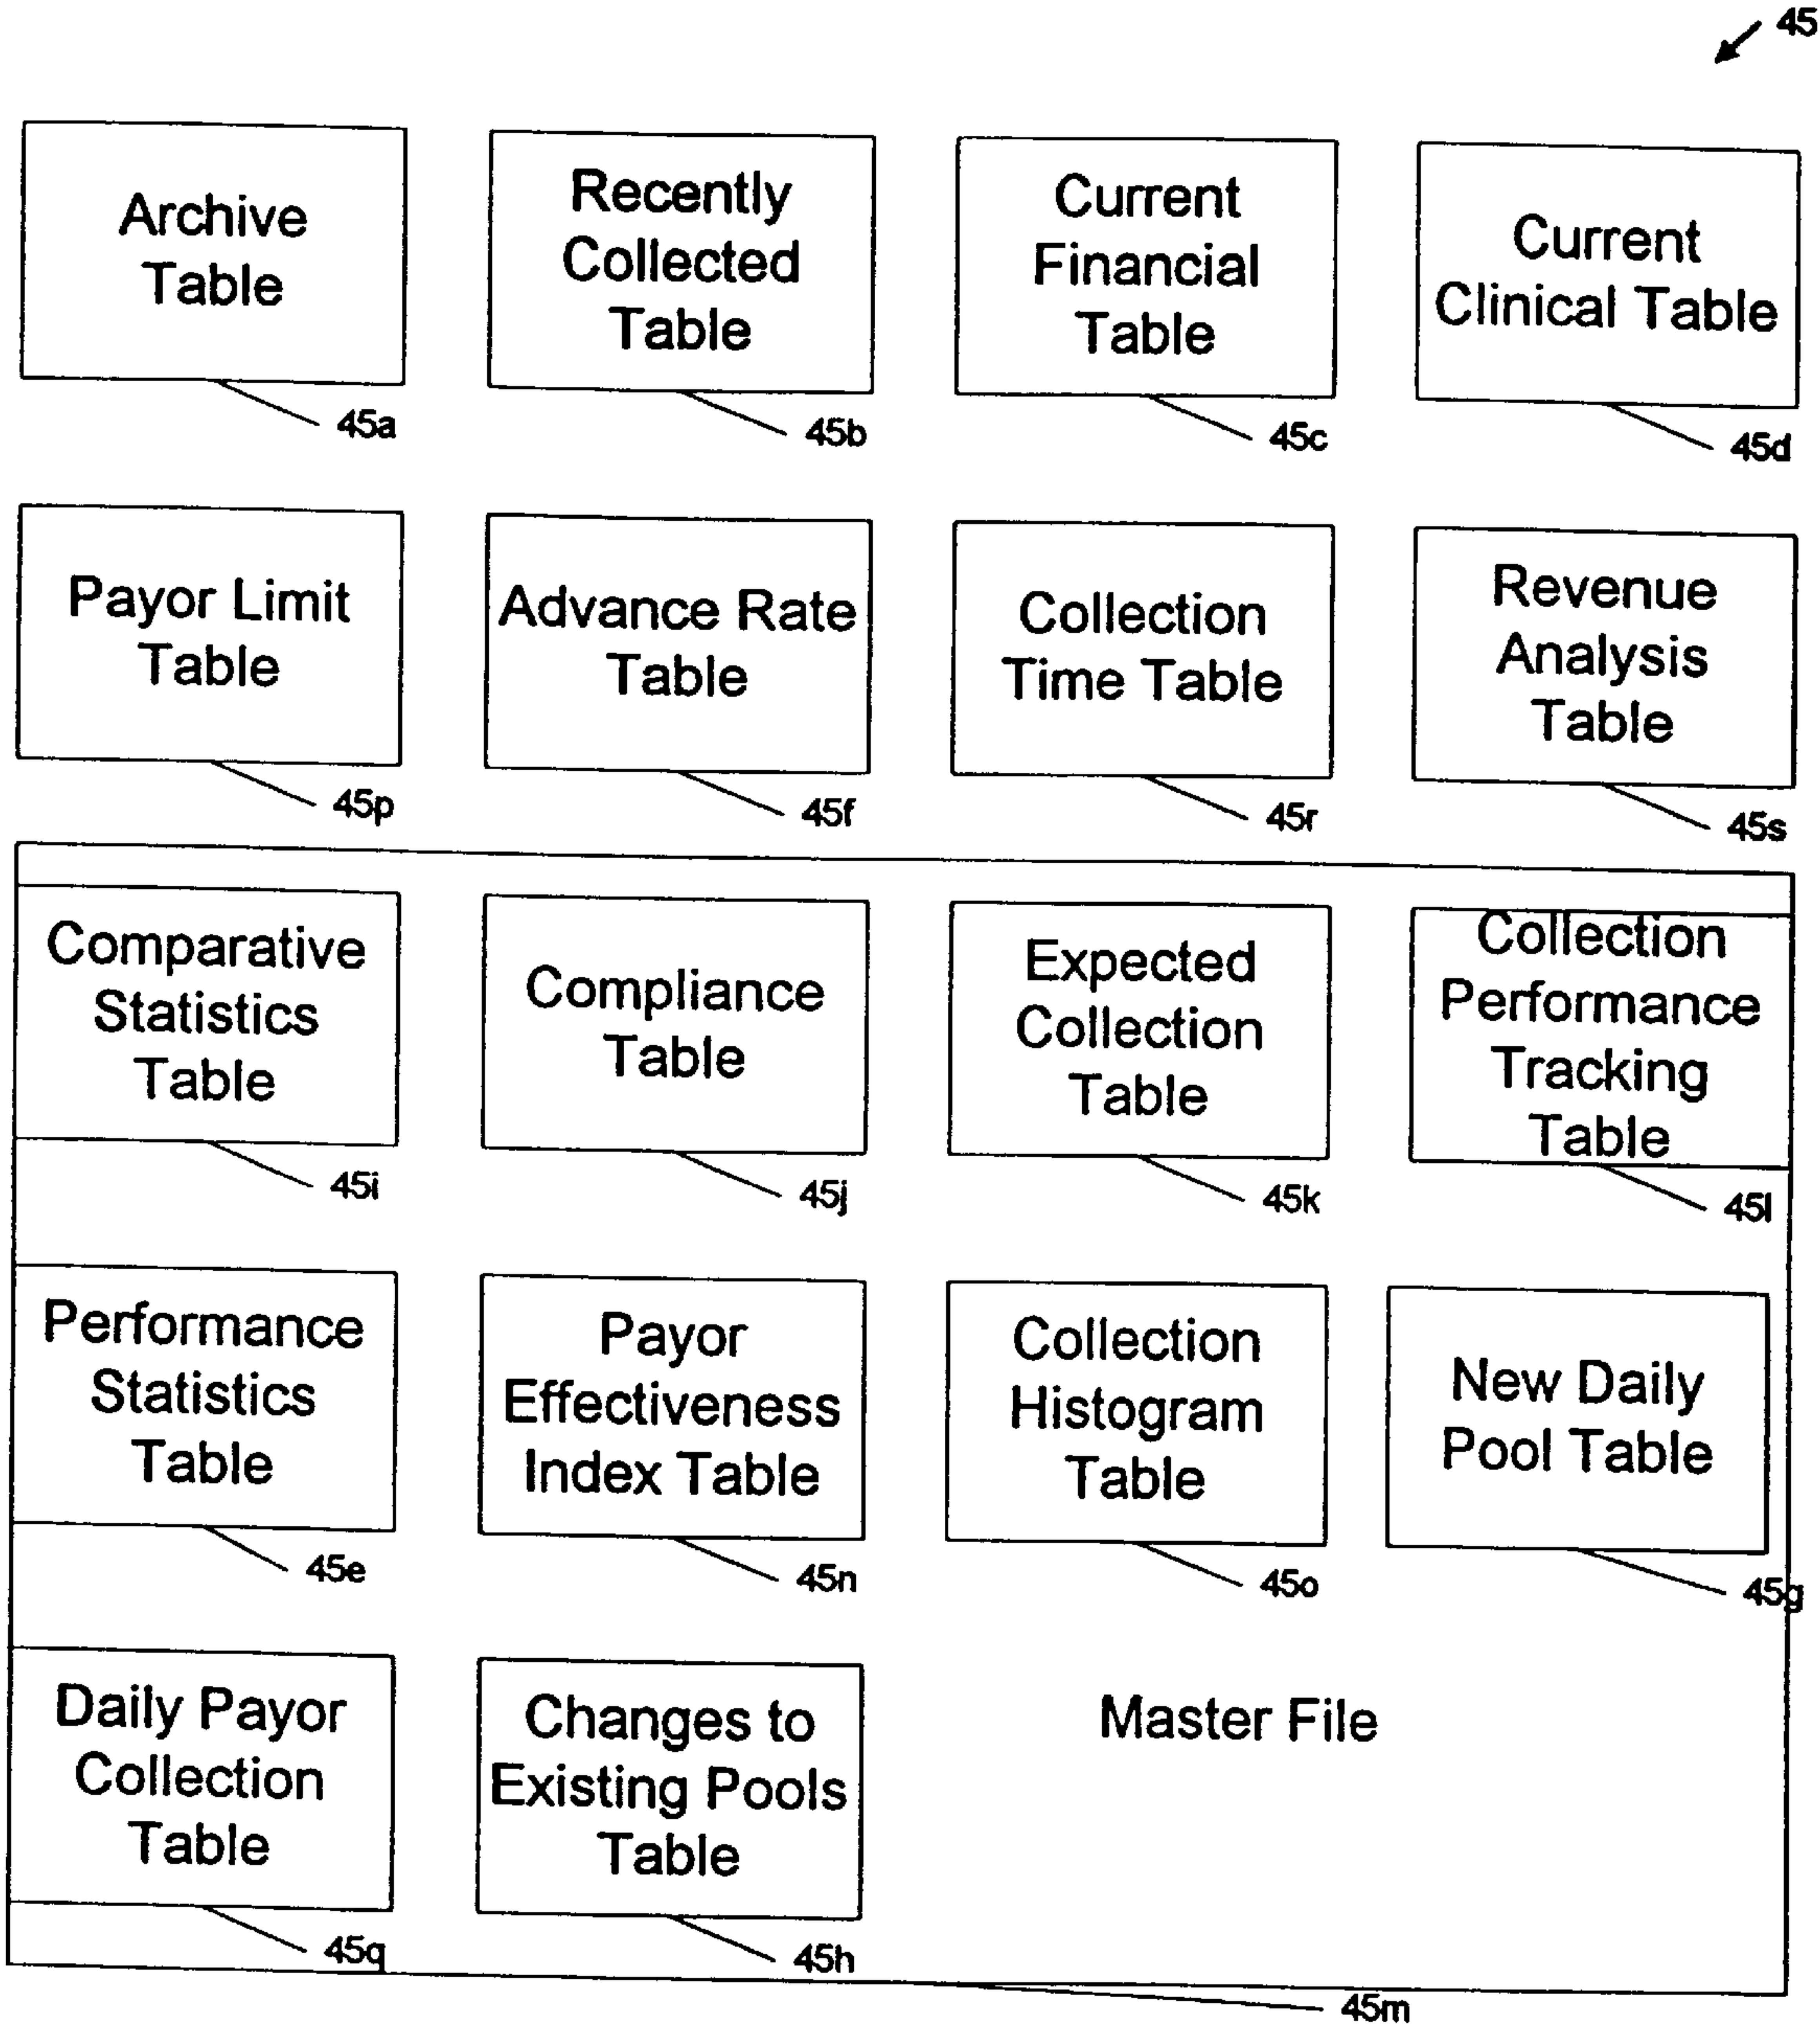 45
Archive
Table
45a
Recently
Collected
Table
45b
Current
Financial
Table
45c
Current
Clinical Table
45d
Payor Limit
Table
45p
Advance Rate
Table
45f
Collection
Time Table
45r
Revenue
Analysis
Table
45s
Comparative
Statistics
Table
45i
Compliance
Table
45j
Expected
Collection
Table
45k
Collection
Performance
Tracking
Table
45l
Performance
Statistics
Table
45e
Payor
Effectiveness
Index Table
45n
Collection
Histogram
Table
45o
New Daily
Pool Table
45g
Daily Payor
Collection
Table
45q
Changes to
Existing Pools
Table
45h
Master File
45m